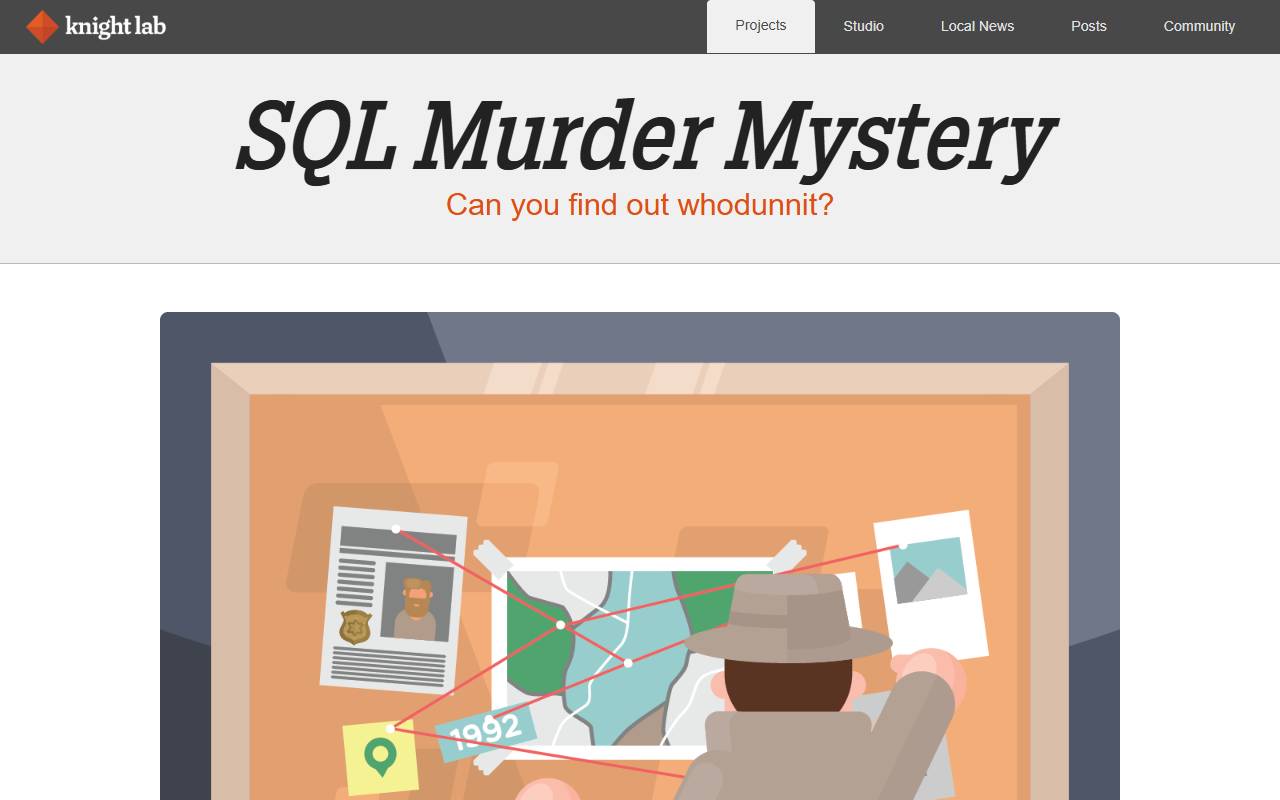 knight lab
Projects
Studio
Local News
Posts
Community
SQL Murder Mystery
Can you find out whodunnit?
1992